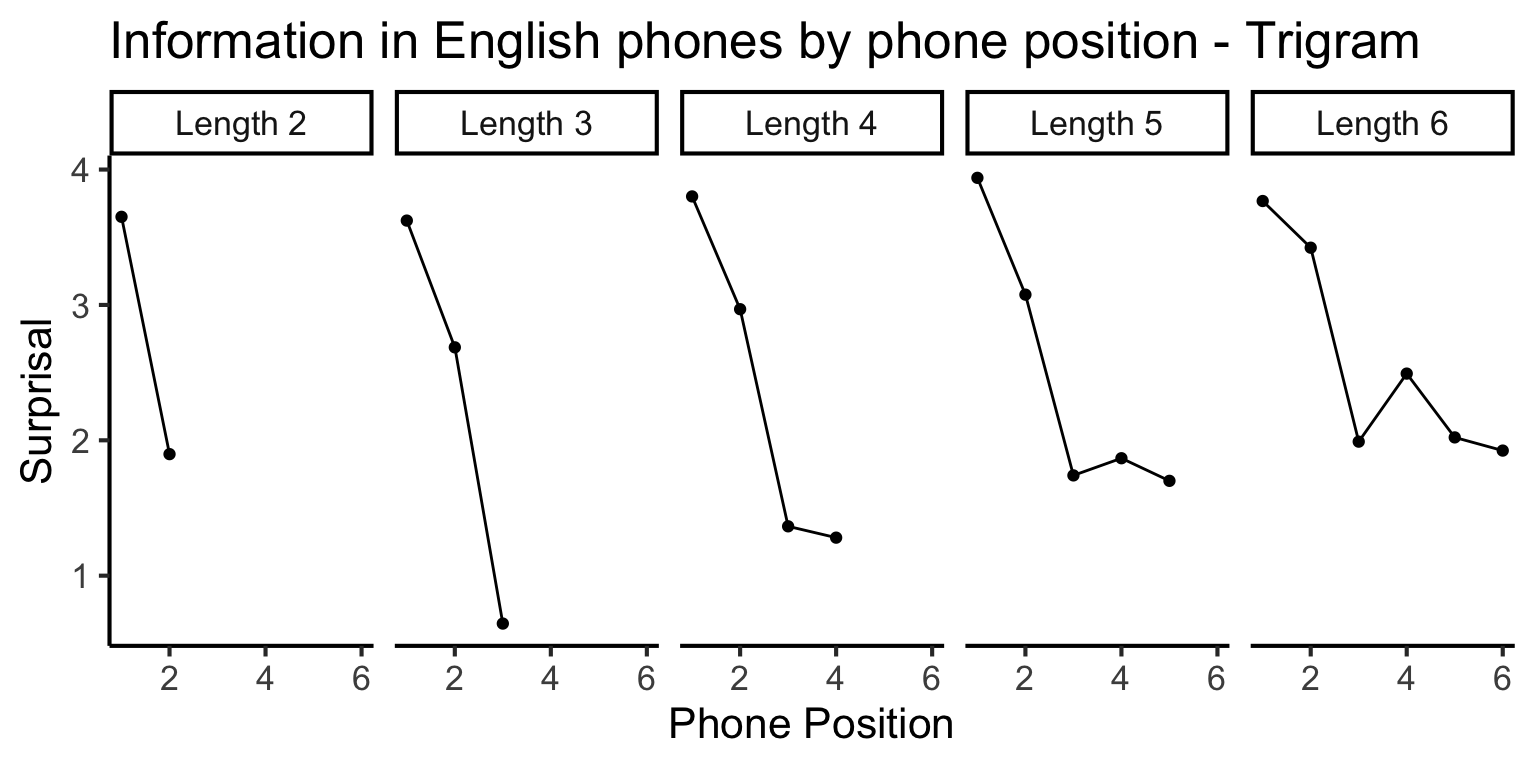 Information in English phones by phone position - Trigram
Length 2 Length 3 Length 4 Length 5 Length 6
4
3
2
1
Surprisal
2 4 6 2 4 6 2 4 6 2 4 6 2 4 6
Phone Position